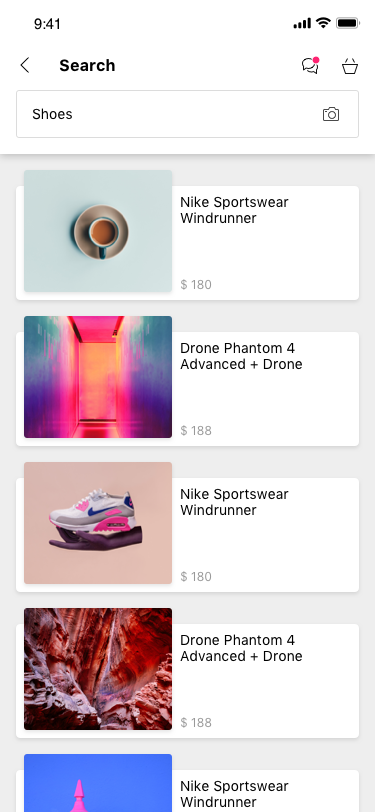 9:41
Search
Shoes
Nike Sportswear
Windrunner
$ 180
Drone Phantom 4
Advanced + Drone
$ 188
Nike Sportswear
Windrunner
$ 180
Drone Phantom 4
Advanced + Drone
$ 188
Nike Sportswear
Windrunner